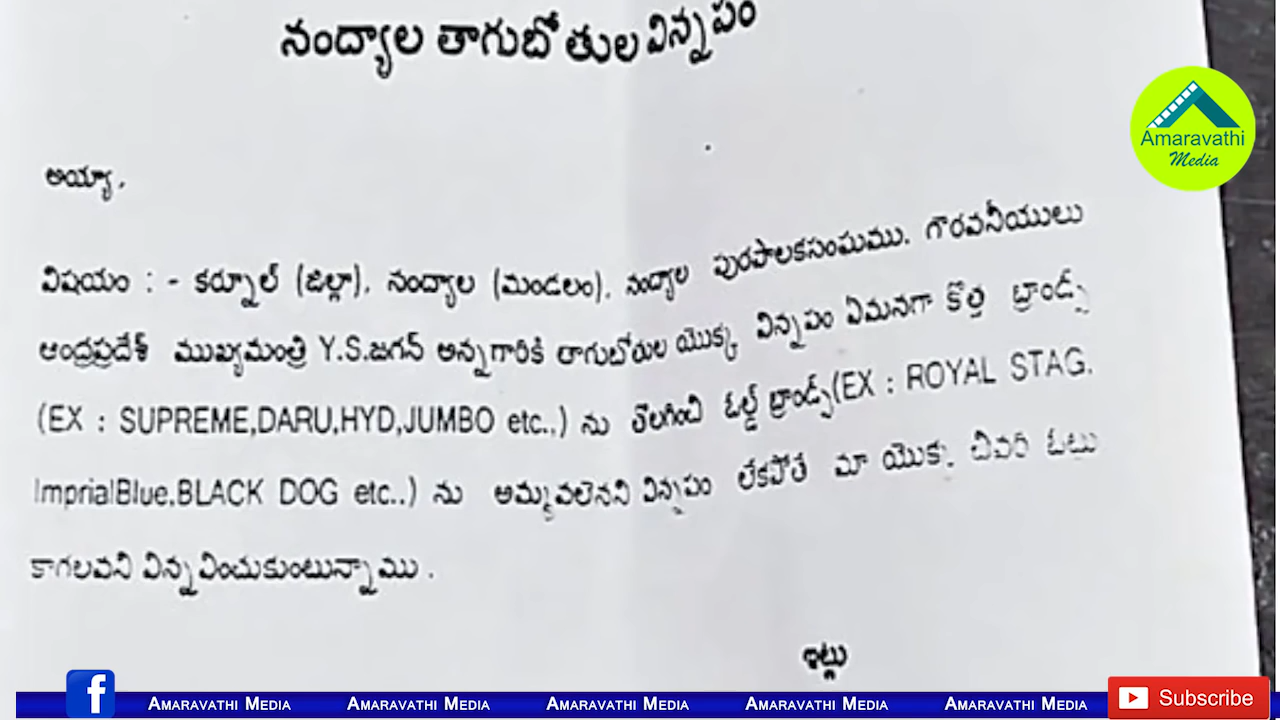 నంద్యాల తాగుబోతుల విన్నపం
Amaravathi
Media
అయ్యా,
విషయం : - కర్నూల్ (జిల్లా), నంద్యాల (మండలం), నంద్యాల పురపాలకసంఘము. గౌరవనీయులు
ఆంధ్రప్రదేశ్ ముఖ్యమంత్రి Y.S.జగన్ అన్నగారికి తాగుబోతుల యొక్క విన్నపం ఏమనగా కొత్త బ్రాండ్స్
(EX : SUPREME,DARU,HYD,JUMBO etc.,) ను తొలగించి ఓల్డ్ బ్రాండ్స్(EX : ROYAL STAG.
ImprialBlue,BLACK DOG etc..) ను అమ్మవలెనని విన్నపం లేకపోతే మా యొక్క చివరి ఓటు
కాగలవని విన్నవించుకుంటున్నాము.
ఇట్లు
f AMARAVATHI MEDIA AMARAVATHI MEDIA AMARAVATHI MEDIA AMARAVATHI MEDIA AMARAVATHI MEDIA Subscribe